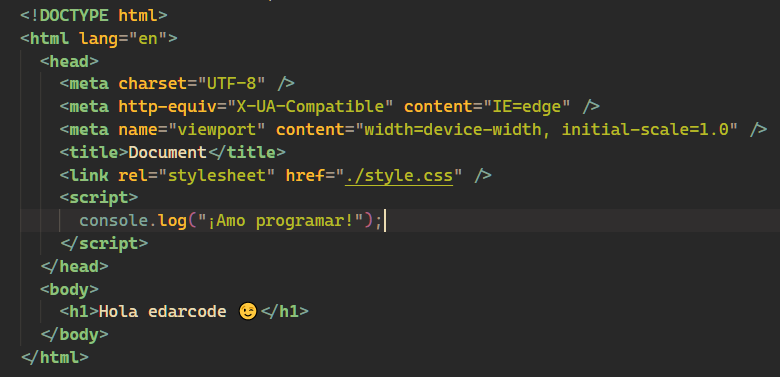 <!DOCTYPE html>
<html lang="en">
<head>
<meta charset="UTF-8" />
<meta http-equiv="X-UA-Compatible" content="IE=edge" />
<meta name="viewport" content="width=device-width, initial-scale=1.0" />
<title>Document</title>
<link rel="stylesheet" href="./style.css" />
<script>
console.log("¡Amo programar!");
</script>
</head>
<body>
<h1>Hola edarcode 😉</h1>
</body>
</html>